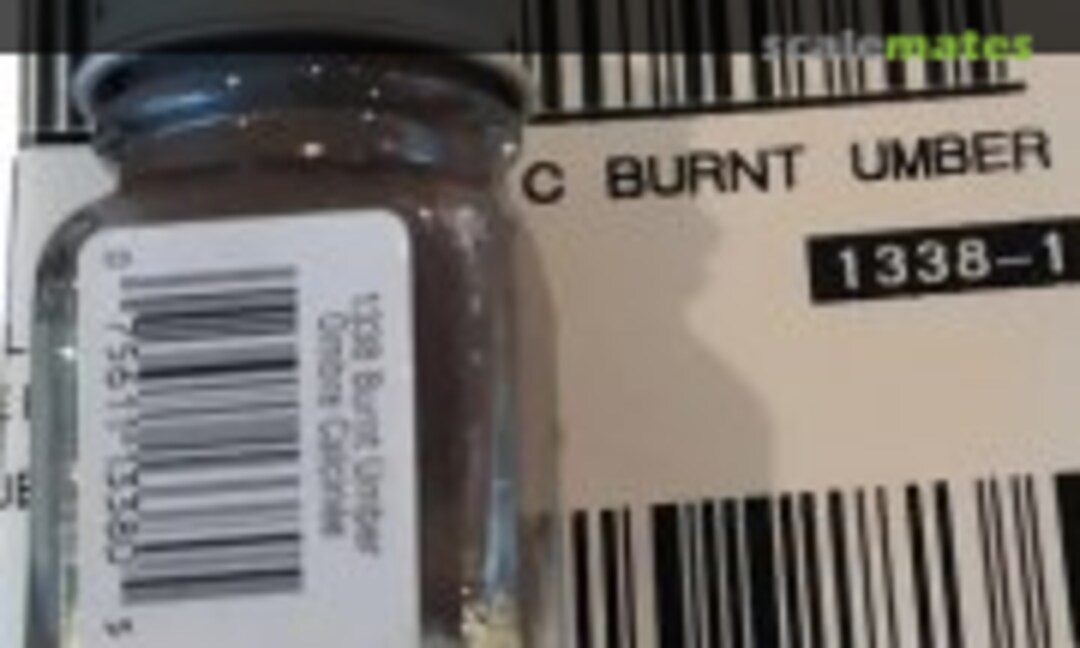 scalemates
C BURNT UMBER
1338-1
1338 Burnt Umber
Ombre Calcinée